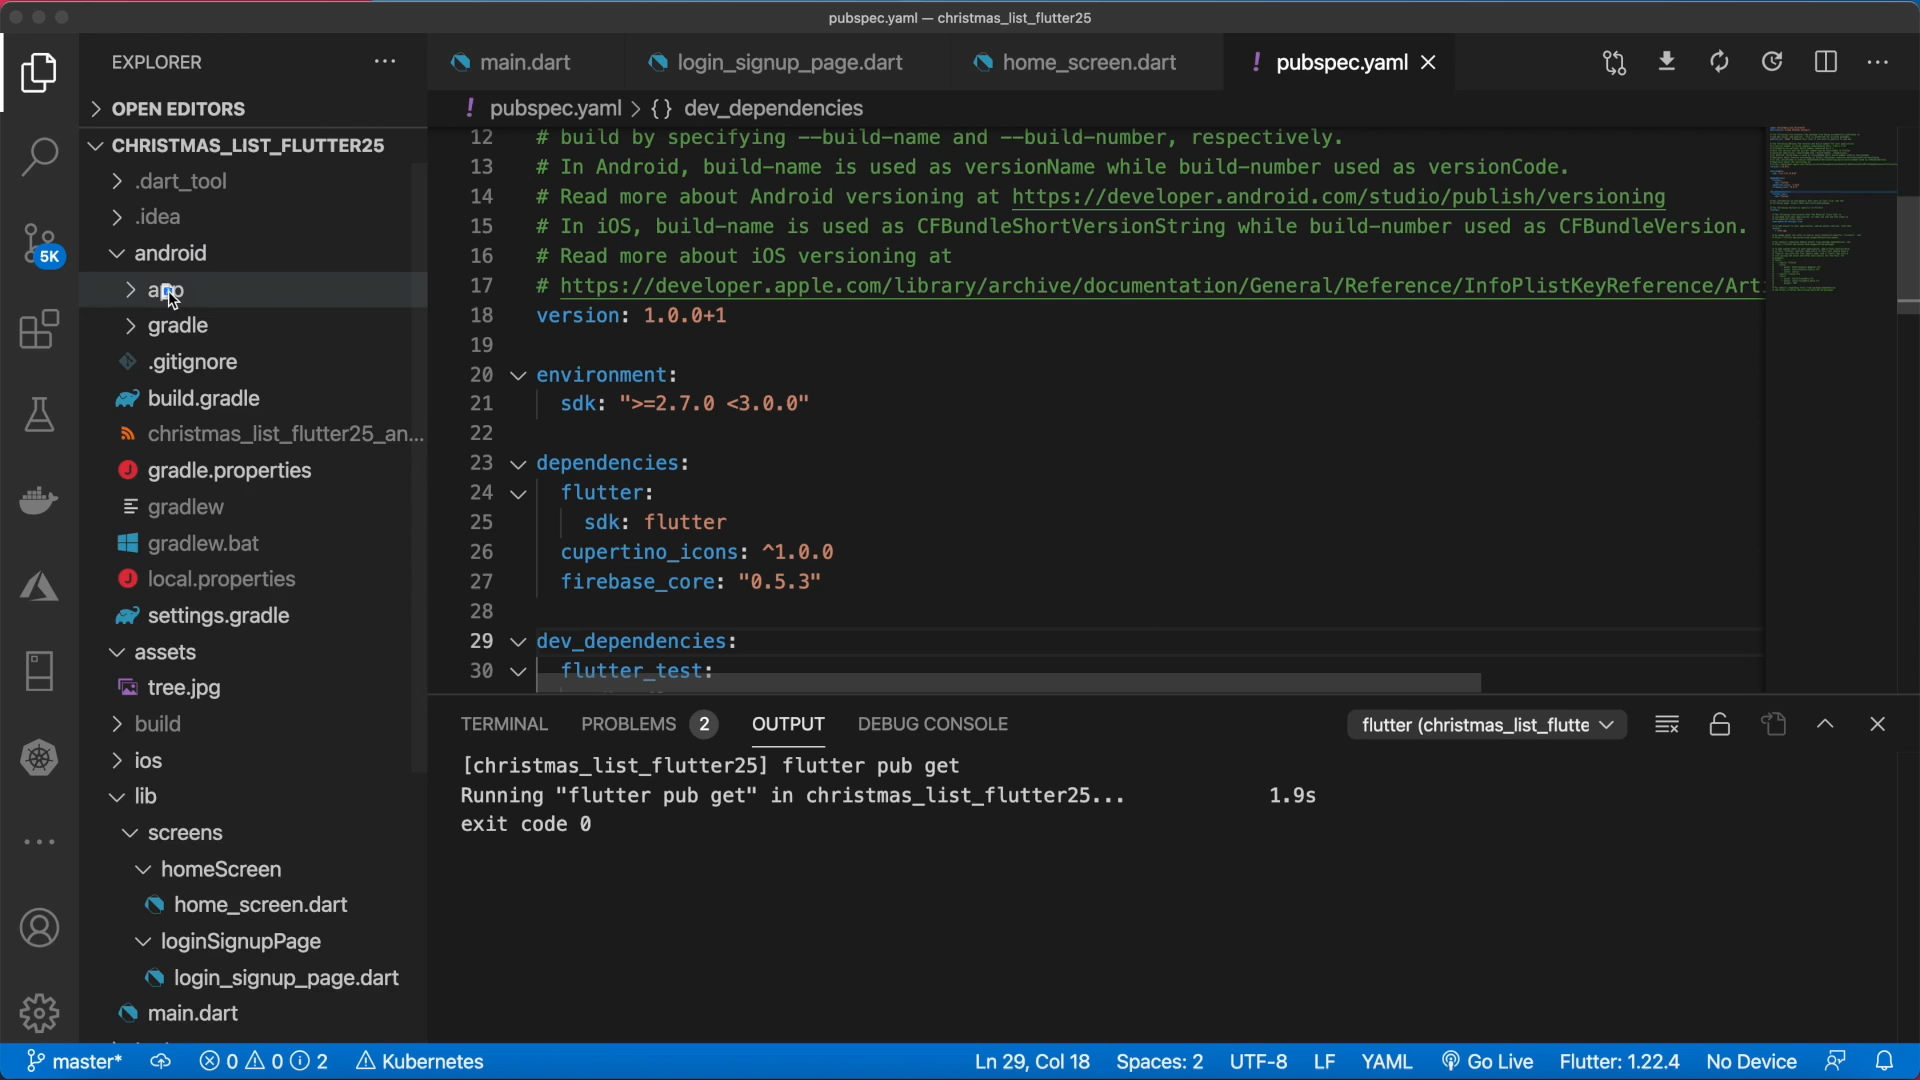 pubspec.yaml — christmas_list_flutter25
EXPLORER
main.dart
login_signup_page.dart
home_screen.dart
! pubspec.yaml
OPEN EDITORS
! pubspec.yaml > {} dev_dependencies
CHRISTMAS_LIST_FLUTTER25
.dart_tool
.idea
android
app
gradle
.gitignore
build.gradle
christmas_list_flutter25_an...
gradle.properties
gradlew
gradlew.bat
local.properties
settings.gradle
assets
tree.jpg
build
ios
lib
screens
homeScreen
home_screen.dart
loginSignupPage
login_signup_page.dart
main.dart
5K
12 # build by specifying --build-name and --build-number, respectively.
13 # In Android, build-name is used as versionName while build-number used as versionCode.
14 # Read more about Android versioning at https://developer.android.com/studio/publish/versioning
15 # In iOS, build-name is used as CFBundleShortVersionString while build-number used as CFBundleVersion.
16 # Read more about iOS versioning at
17 # https://developer.apple.com/library/archive/documentation/General/Reference/InfoPlistKeyReference/Art
18 version: 1.0.0+1
19
20 environment:
21 sdk: ">=2.7.0 <3.0.0"
22
23 dependencies:
24 flutter:
25 sdk: flutter
26 cupertino_icons: ^1.0.0
27 firebase_core: "0.5.3"
28
29 dev_dependencies:
30 flutter_test:
TERMINAL PROBLEMS 2 OUTPUT DEBUG CONSOLE flutter (christmas_list_flutte
[christmas_list_flutter25] flutter pub get
Running "flutter pub get" in christmas_list_flutter25... 1.9s
exit code 0
master* 0 0 2 Kubernetes Ln 29, Col 18 Spaces: 2 UTF-8 LF YAML Go Live Flutter: 1.22.4 No Device